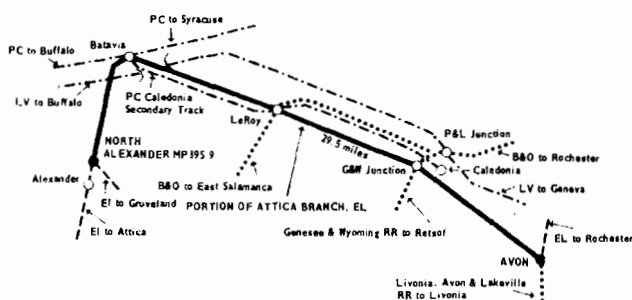 PC to Syracuse
Batavia
PC to Buffalo
LV to Buffalo
PC Caledonia
Secondary Track
LeRoy
P&L Junction
29.5 miles
NORTH
ALEXANDER MP395 9
G&W Junction
B&O to Rochester
Caledonia
Alexander
B&O to East Salamanca
LV to Geneva
El to Groveland
PORTION OF ATTICA BRANCH, EL
El to Attica
Genesee & Wyoming RR to Retsof
EL to Rochester
AVON
Livonia, Avon & Lakeville
RR to Livonia